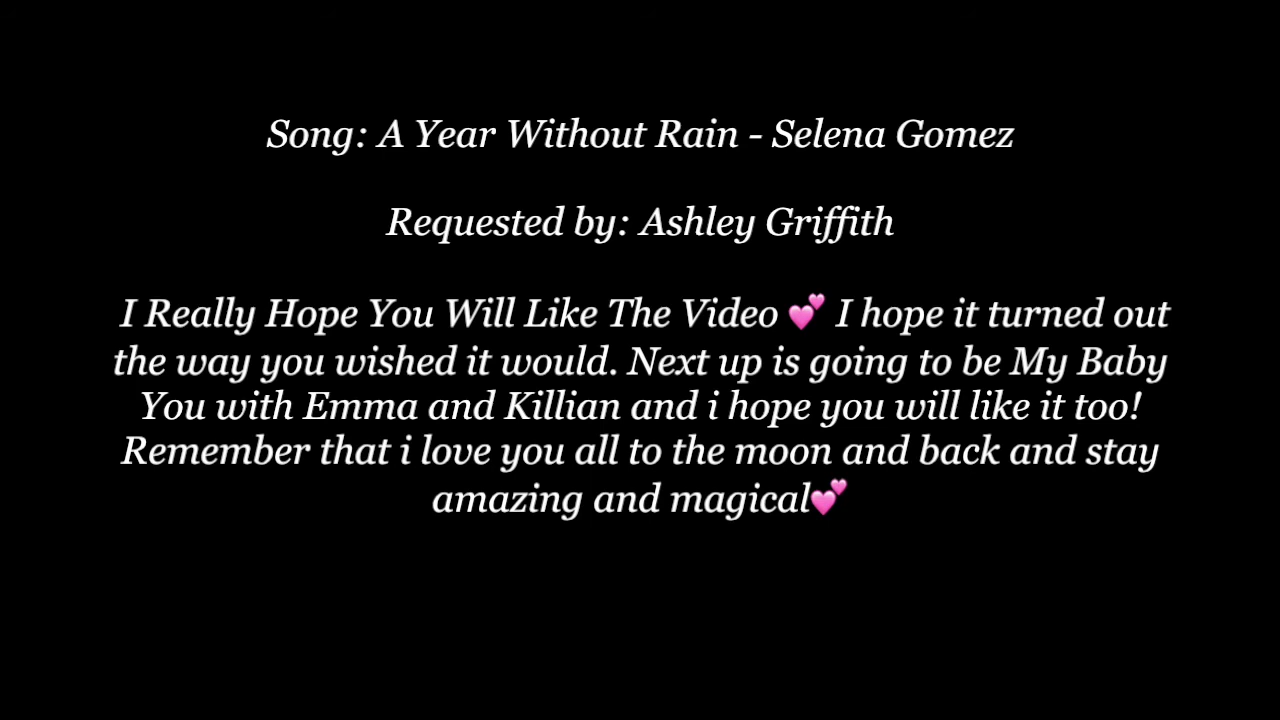 Song: A Year Without Rain - Selena Gomez
Requested by: Ashley Griffith
I Really Hope You Will Like The Video 💕 I hope it turned out
the way you wished it would. Next up is going to be My Baby
You with Emma and Killian and i hope you will like it too!
Remember that i love you all to the moon and back and stay
amazing and magical💕